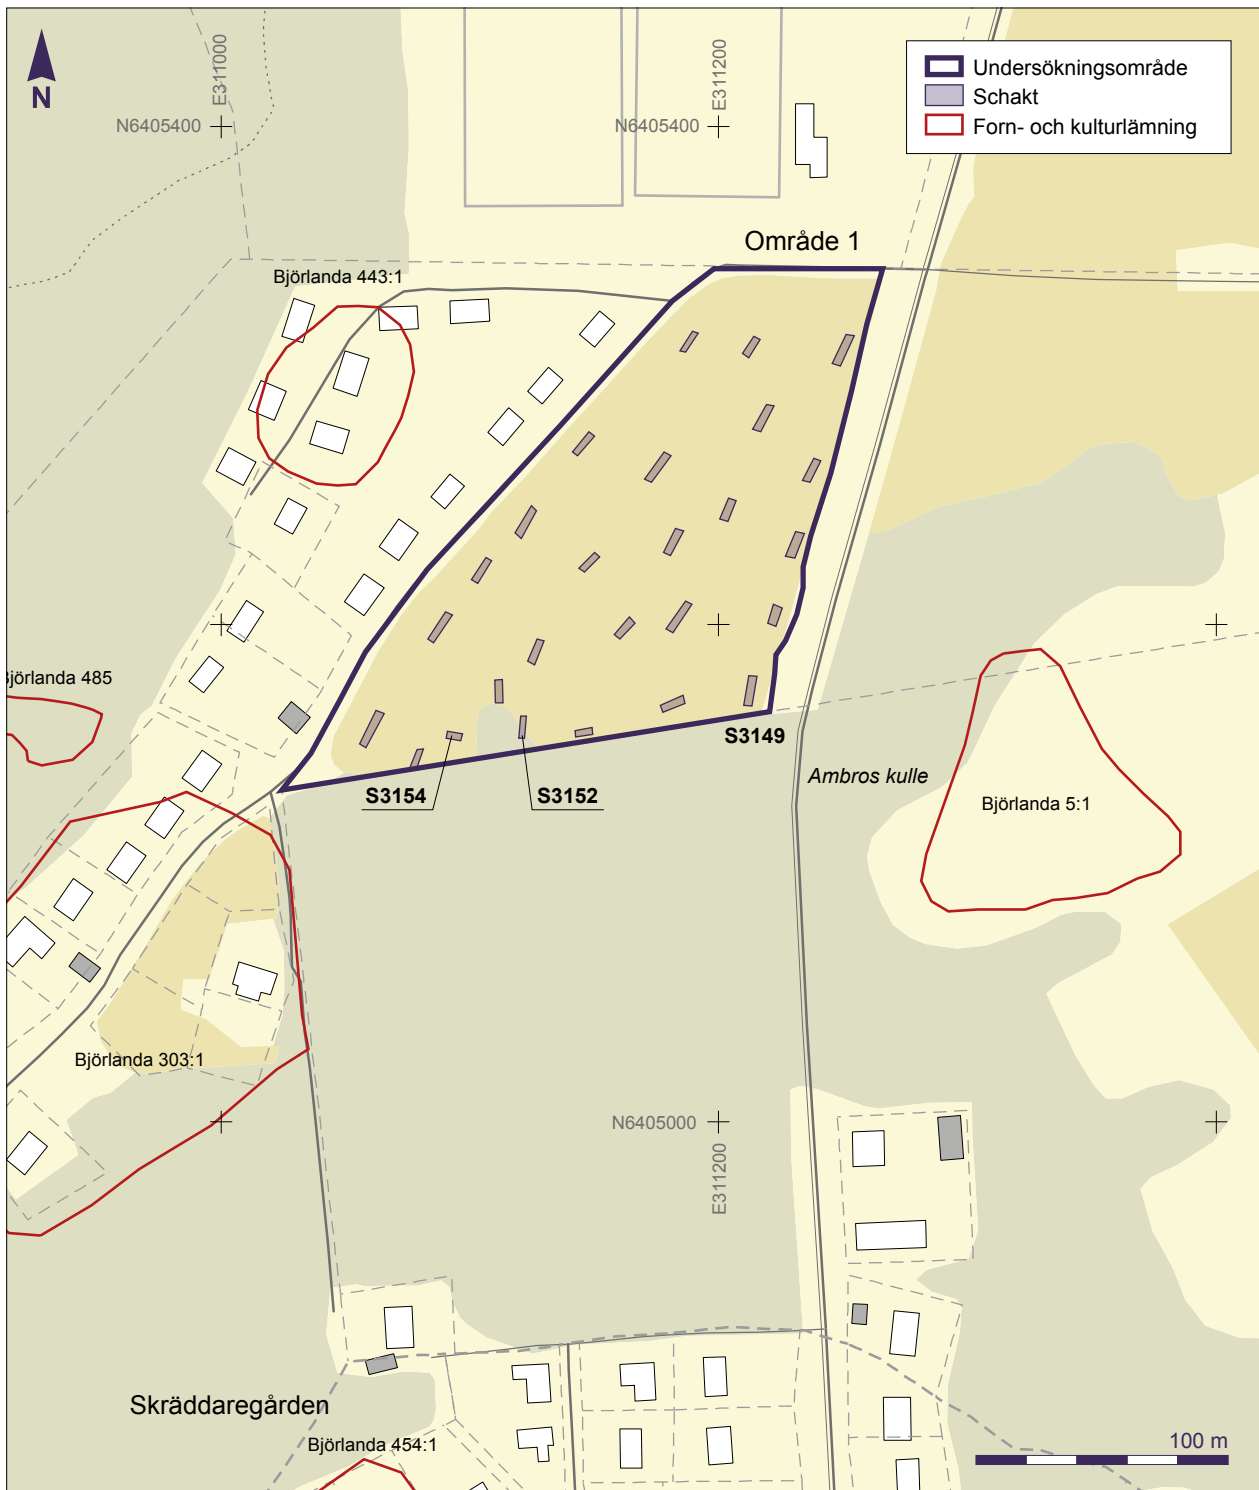 N
E311000
N6405400
E311200
N6405400
Undersökningsområde
Schakt
Forn- och kulturlämning
Område 1
Björlanda 443:1
Björlanda 485
S3149
S3154
S3152
Ambros kulle
Björlanda 5:1
Björlanda 303:1
N6405000
E311200
Skräddaregården
Björlanda 454:1
100 m